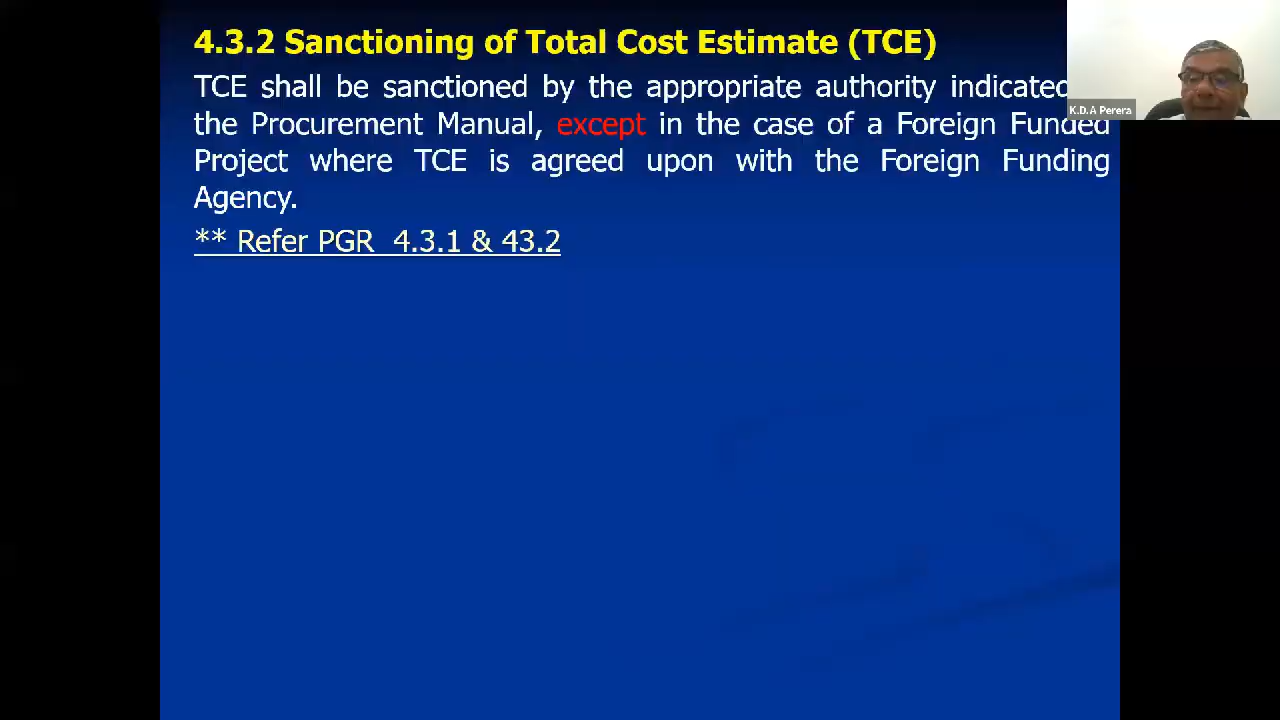 4.3.2 Sanctioning of Total Cost Estimate (TCE)
TCE shall be sanctioned by the appropriate authority indicated
the Procurement Manual, except in the case of a Foreign Funded
Project where TCE is agreed upon with the Foreign Funding
Agency.
** Refer PGR 4.3.1 & 43.2
K.D.A Perera